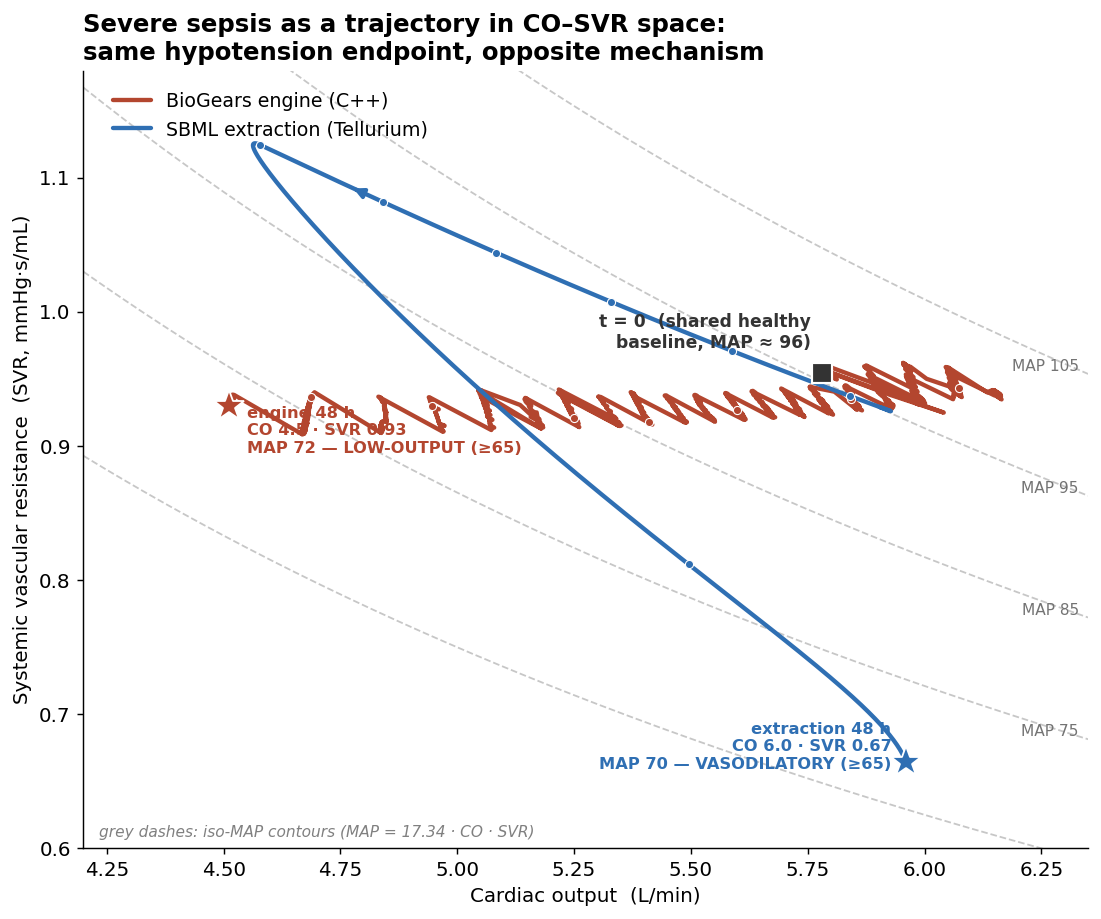 Severe sepsis as a trajectory in CO–SVR space:
same hypotension endpoint, opposite mechanism
BioGears engine (C++)
SBML extraction (Tellurium)
Systemic vascular resistance (SVR, mmHg·s/mL)
1.1
1.0
0.9
0.8
0.7
0.6
t = 0 (shared healthy
baseline, MAP ≈ 96)
MAP 105
MAP 95
MAP 85
MAP 75
engine 48 h
CO 4.5 · SVR 0.93
MAP 72 — LOW-OUTPUT (≥65)
extraction 48 h
CO 6.0 · SVR 0.67
MAP 70 — VASODILATORY (≥65)
grey dashes: iso-MAP contours (MAP = 17.34 · CO · SVR)
4.25 4.50 4.75 5.00 5.25 5.50 5.75 6.00 6.25
Cardiac output (L/min)